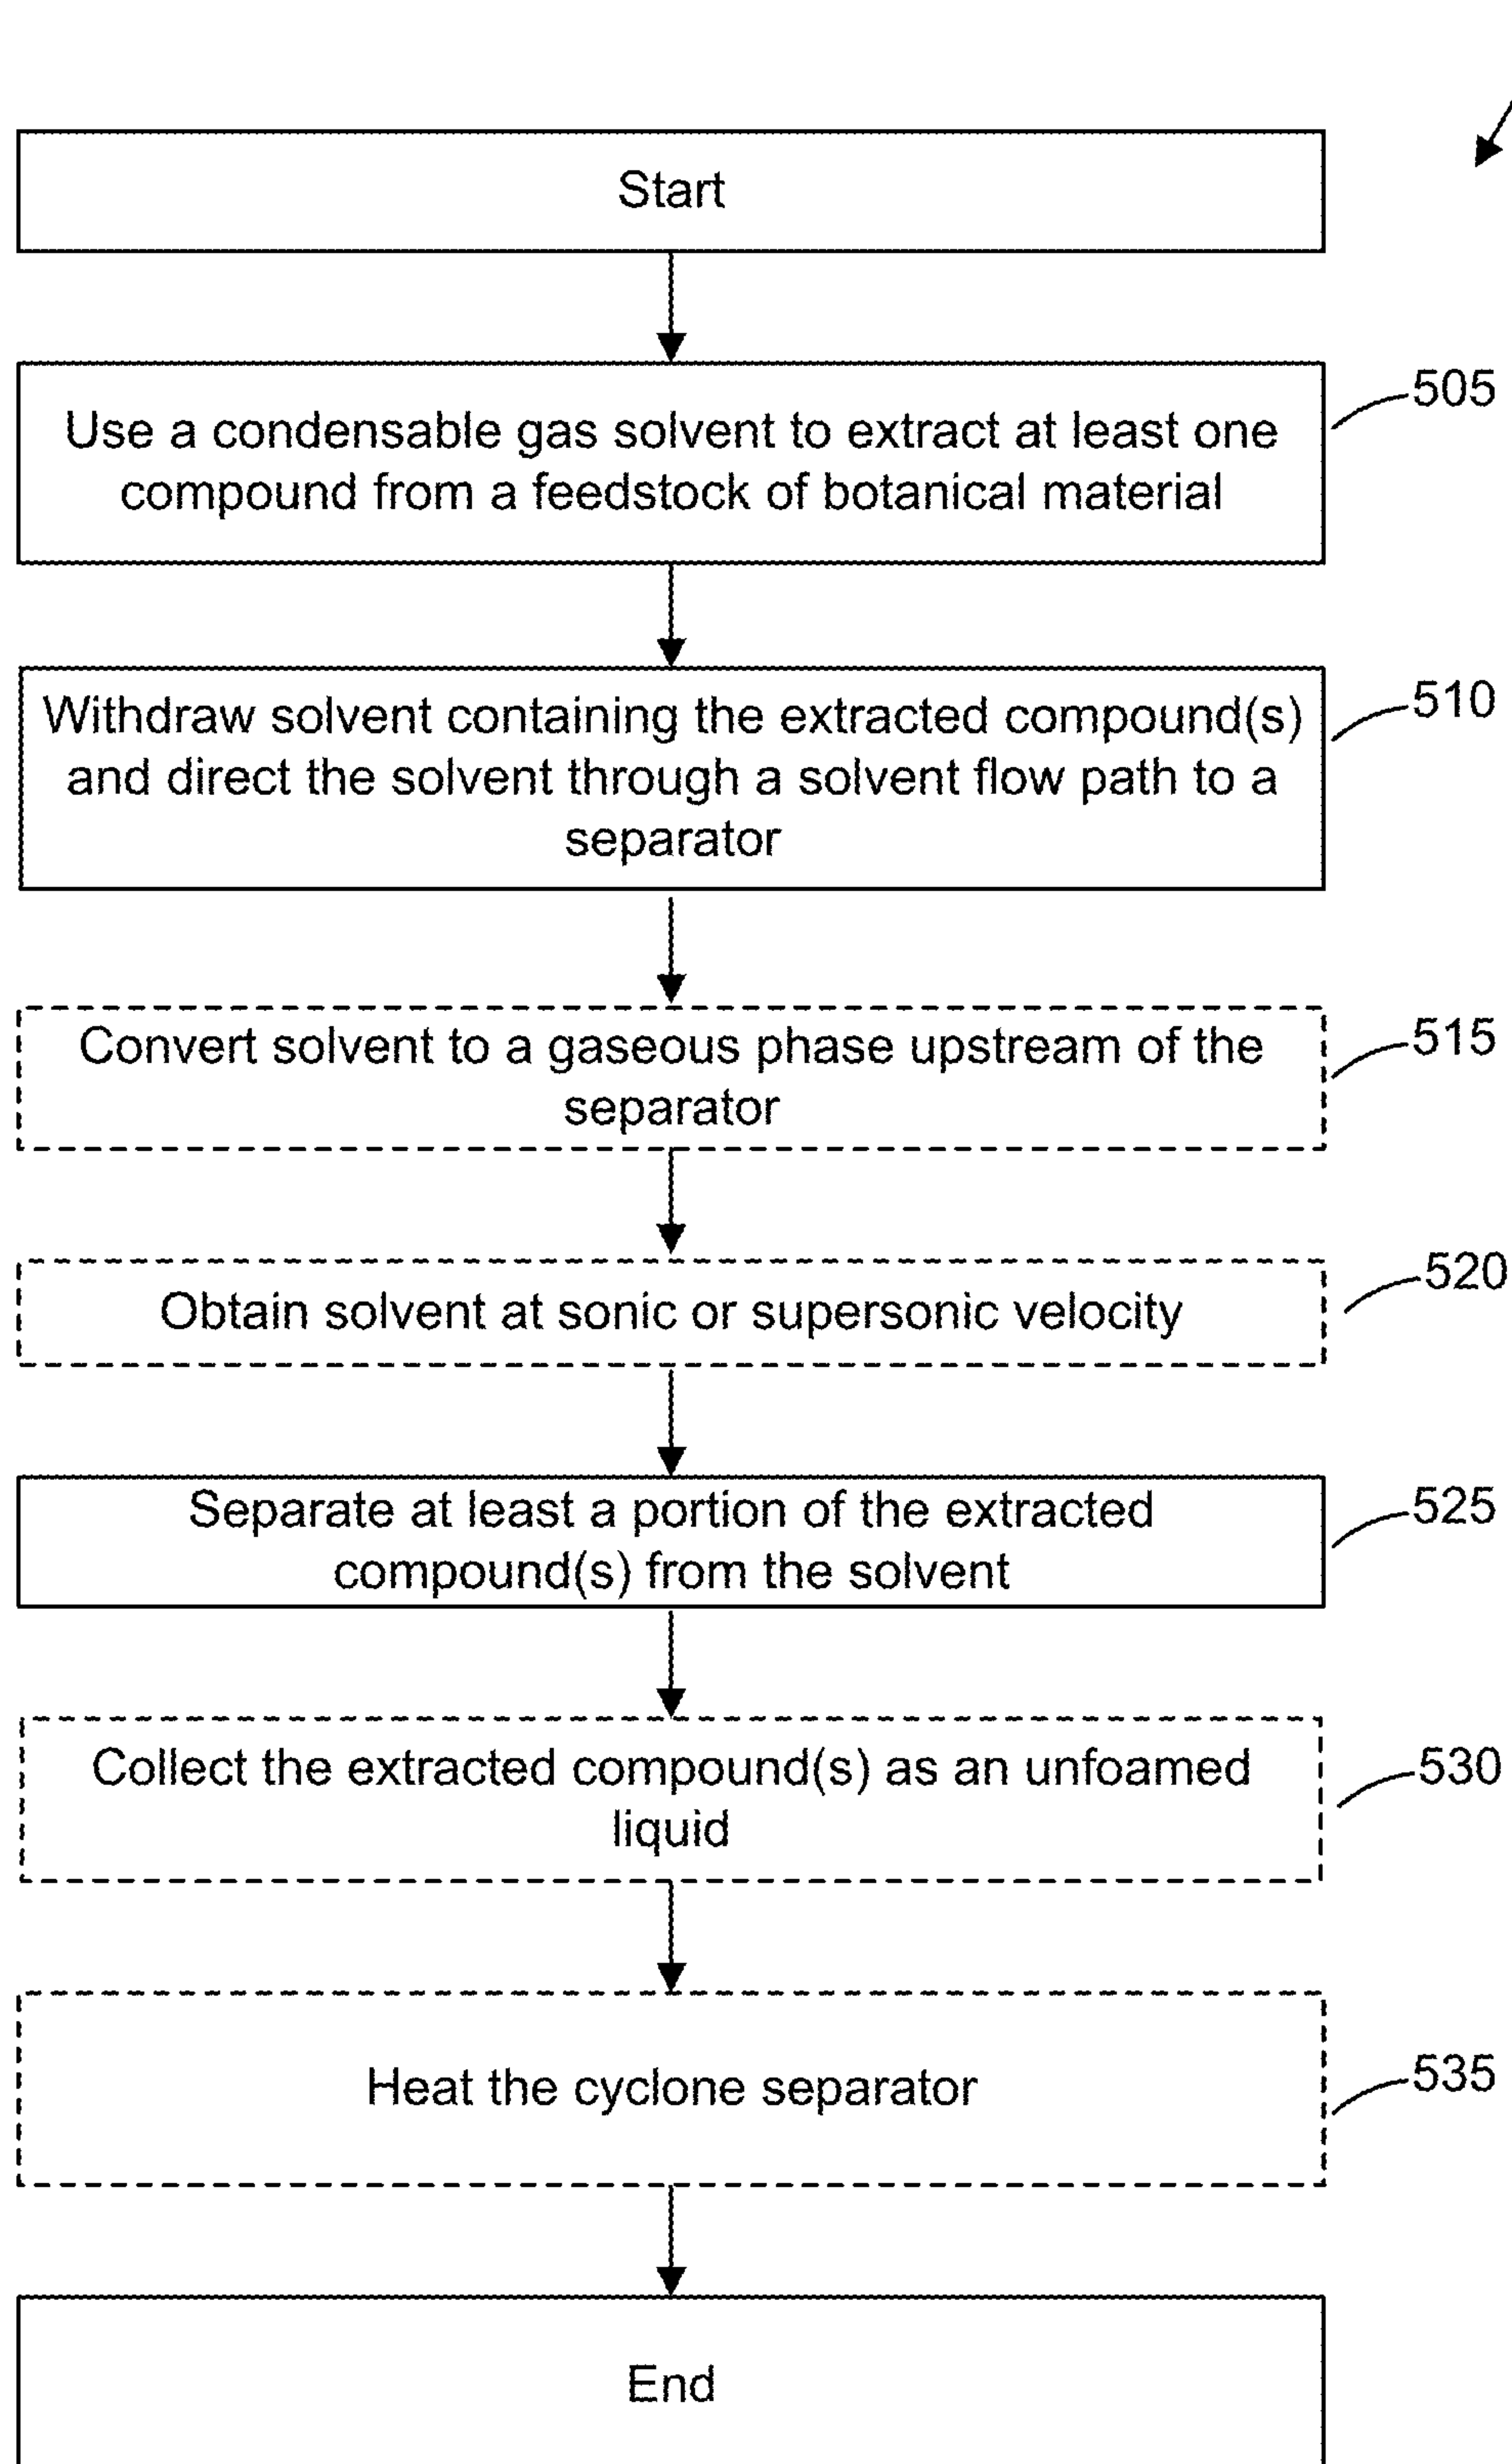 Start
Use a condensable gas solvent to extract at least one
compound from a feedstock of botanical material
505
Withdraw solvent containing the extracted compound(s)
and direct the solvent through a solvent flow path to a
separator
510
Convert solvent to a gaseous phase upstream of the
separator
515
Obtain solvent at sonic or supersonic velocity
520
Separate at least a portion of the extracted
compound(s) from the solvent
525
Collect the extracted compound(s) as an unfoamed
liquid
530
Heat the cyclone separator
535
End